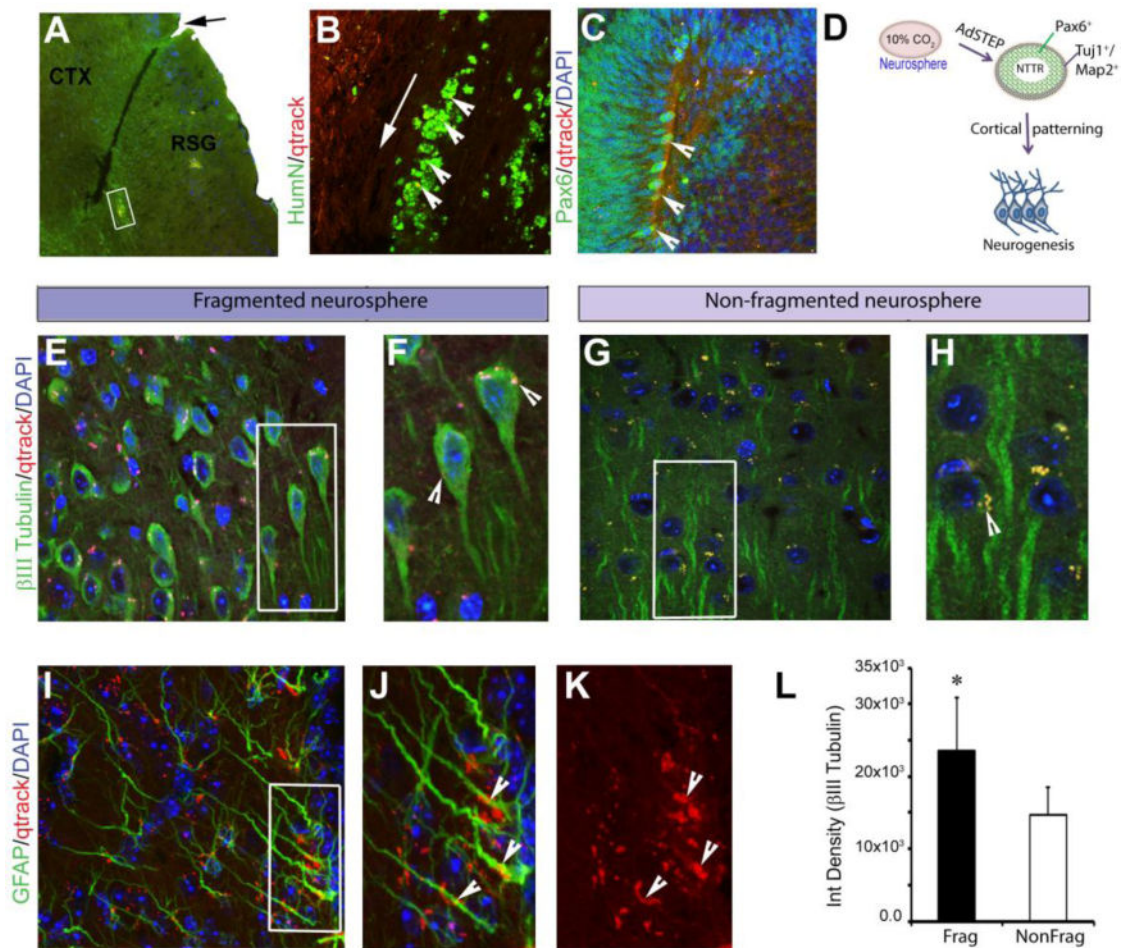 A
CTX
RSG
B
HumN/qtrack
C
Pax6/qtrack/DAPI
D
10% CO₂
Neurosphere
AdSTEP
Pax6⁺
NTTR
Tuj1⁺/
Map2⁺
Cortical patterning
Neurogenesis
Fragmented neurosphere
Non-fragmented neurosphere
E
βIII Tubulin/qtrack/DAPI
F
G
H
I
GFAP/qtrack/DAPI
J
K
L
Int Density (βIII Tubulin)
35x10³
20x10³
10x10³
0.0
*
Frag
NonFrag